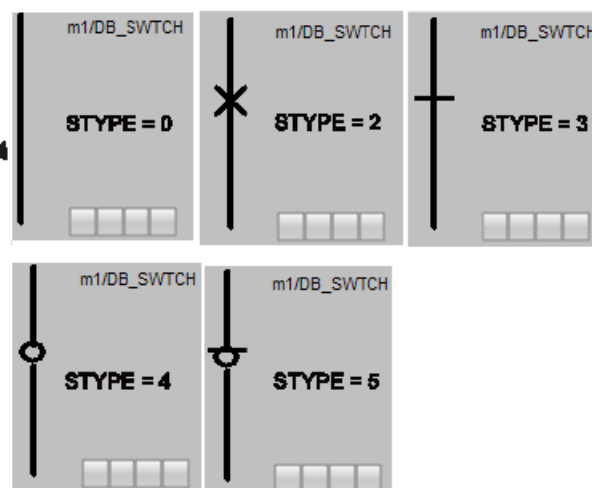 m1/DB_SWTCH
STYPE = 0
m1/DB_SWTCH
STYPE = 2
m1/DB_SWTCH
STYPE = 3
m1/DB_SWTCH
STYPE = 4
m1/DB_SWTCH
STYPE = 5